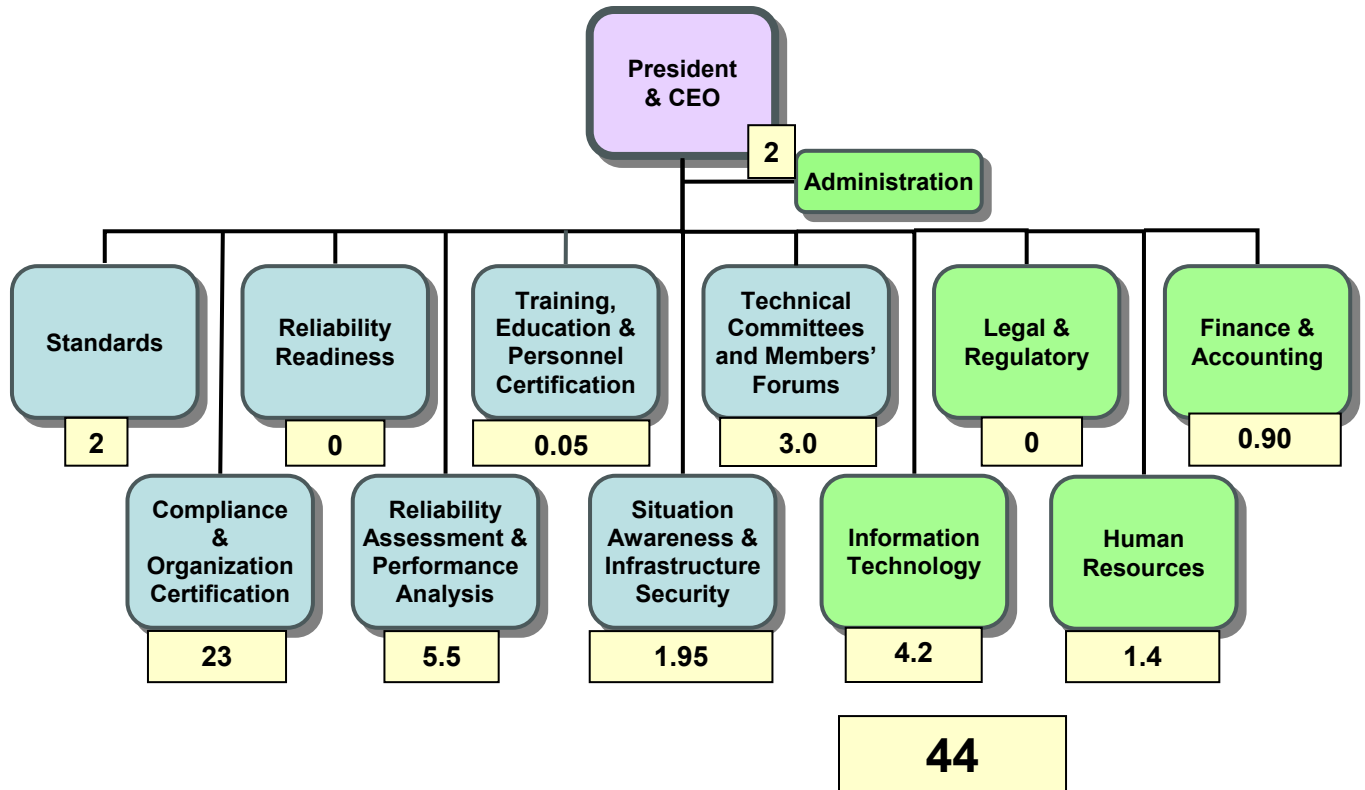 President
& CEO
2
Administration
Standards
2
Reliability
Readiness
0
Training,
Education &
Personnel
Certification
0.05
Technical
Committees
and Members’
Forums
3.0
Legal &
Regulatory
0
Finance &
Accounting
0.90
Compliance
&
Organization
Certification
23
Reliability
Assessment &
Performance
Analysis
5.5
Situation
Awareness &
Infrastructure
Security
1.95
Information
Technology
4.2
Human
Resources
1.4
44